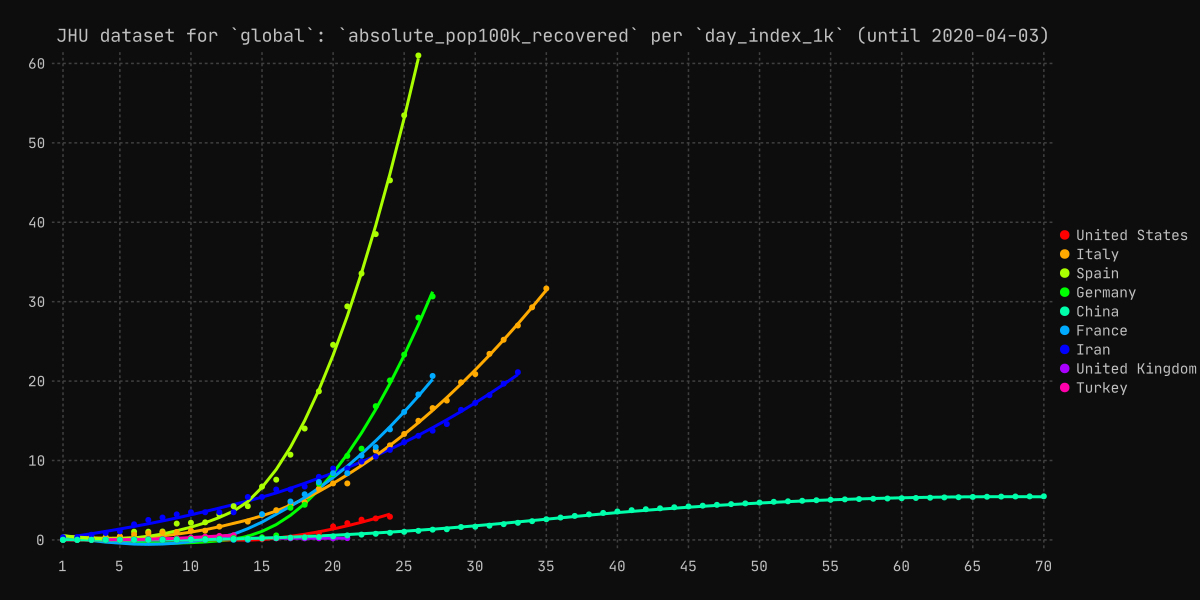 JHU dataset for `global`: `absolute_pop100k_recovered` per `day_index_1k` (until 2020-04-03)
60
50
40
30
20
10
0
1 5 10 15 20 25 30 35 40 45 50 55 60 65 70
United States
Italy
Spain
Germany
China
France
Iran
United Kingdom
Turkey